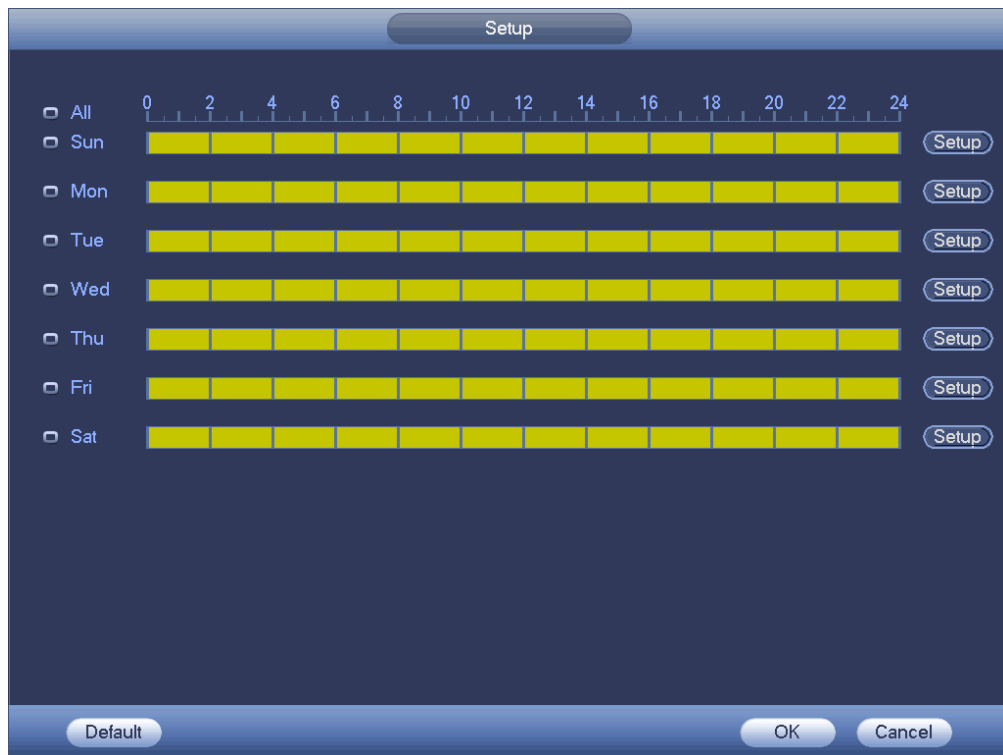 Setup
0 2 4 6 8 10 12 14 16 18 20 22 24
All
Sun Setup
Mon Setup
Tue Setup
Wed Setup
Thu Setup
Fri Setup
Sat Setup
Default OK Cancel